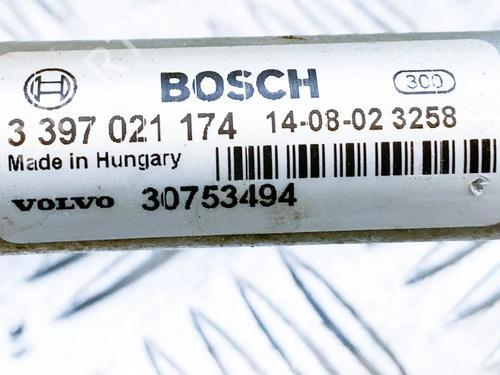 BOSCH 300
3 397 021 174 14-08-02 3258
Made in Hungary
VOLVO 30753494